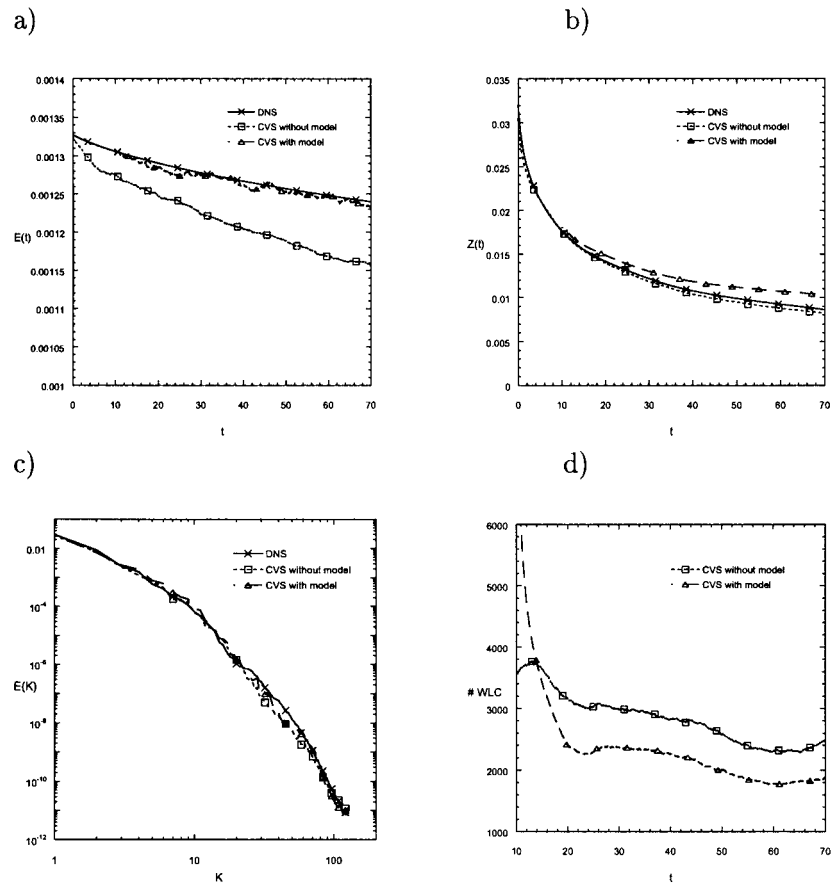 a)
0.0014
0.00135
0.0013
0.00125
0.0012
0.00115
0.0011
0.00105
0.001
E(t)
DNS
CVS without model
CVS with model
0 10 20 30 40 50 60 70
t
b)
0.035
0.03
0.025
0.02
0.015
0.01
0.005
0
Z(t)
DNS
CVS without model
CVS with model
0 10 20 30 40 50 60 70
t
c)
0.01
10^-4
10^-6
10^-8
10^-10
10^-12
E(K)
DNS
CVS without model
CVS with model
1 10 100
K
d)
6000
5000
4000
3000
2000
1000
# WLC
CVS without model
CVS with model
10 20 30 40 50 60 70
t